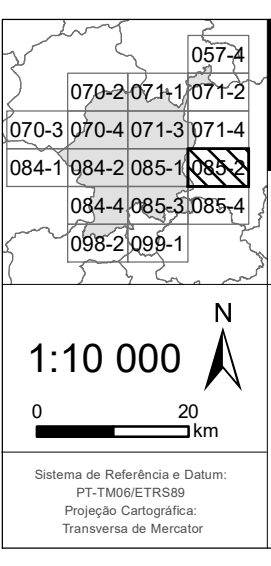 057-4
070-2 071-1 071-2
070-3 070-4 071-3 071-4
084-1 084-2 085-1 085-2
084-4 085-3 085-4
098-2 099-1
N
1:10 000
0 20
km
Sistema de Referência e Datum:
PT-TM06/ETRS89
Projeção Cartográfica:
Transversa de Mercator